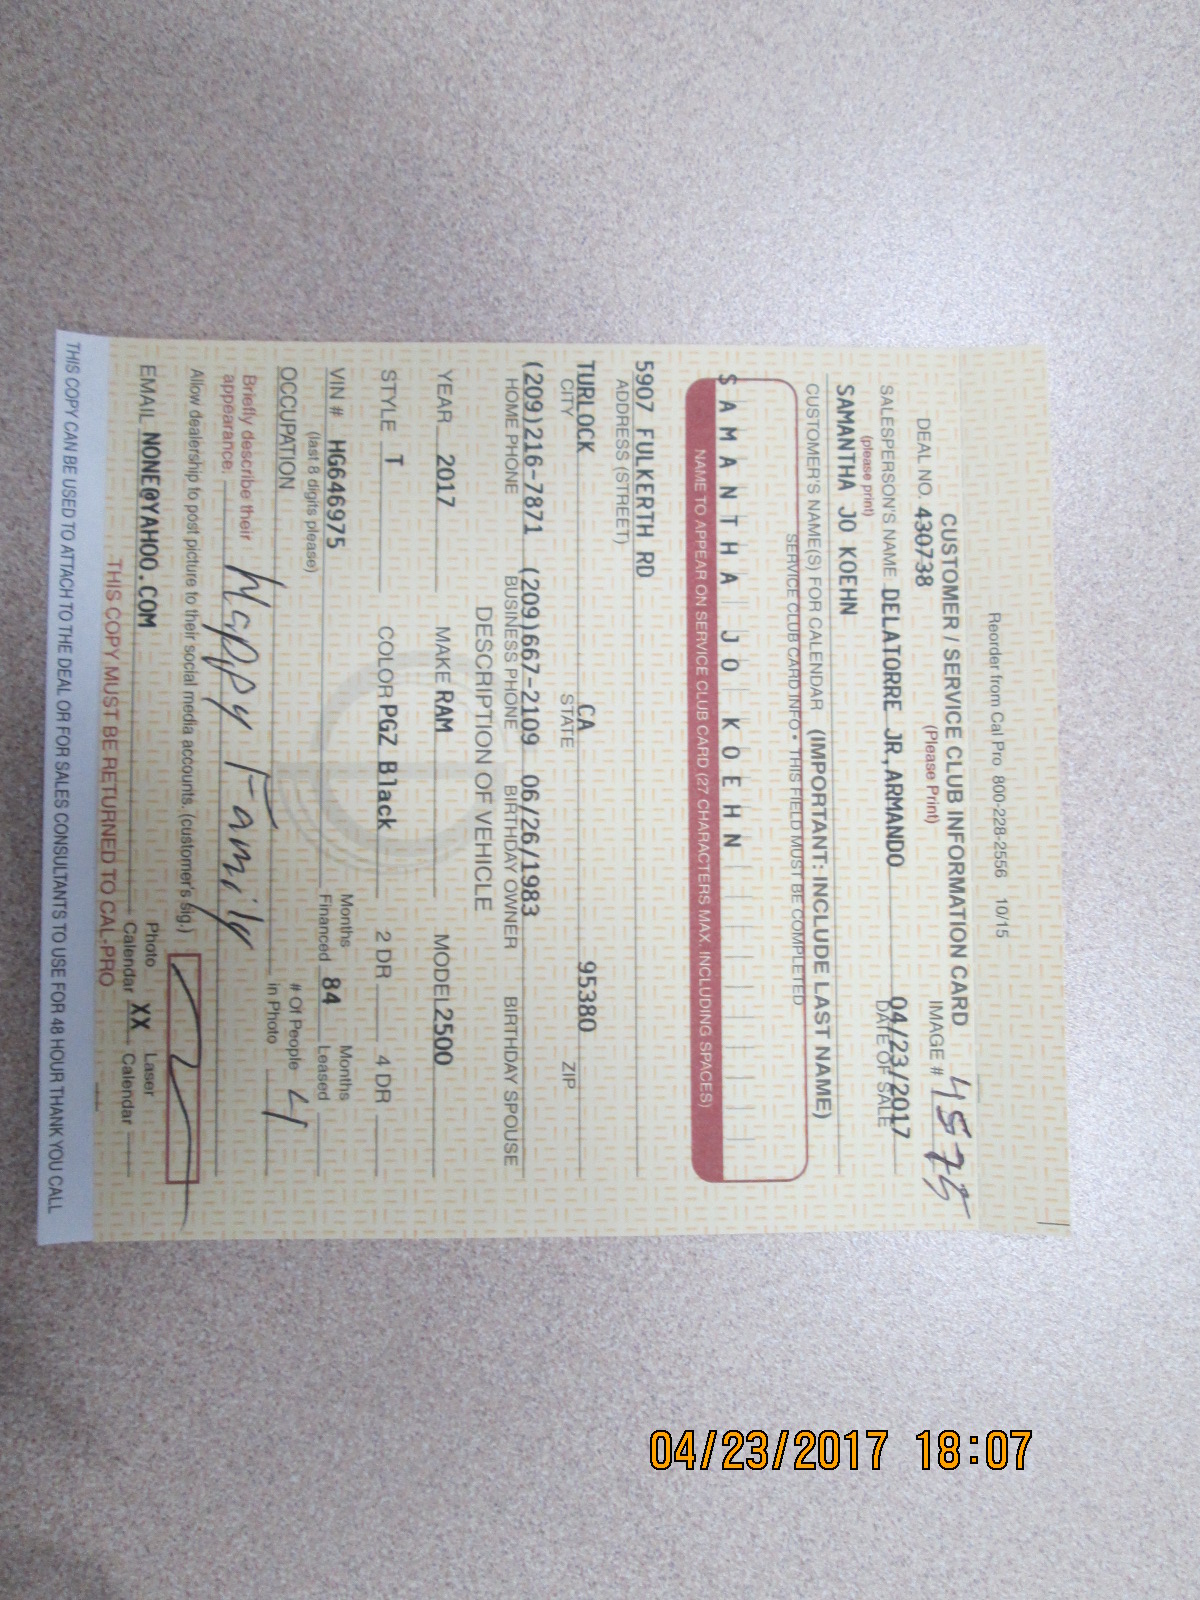 Reorder from Cal Pro 800-228-2556 10/15
CUSTOMER / SERVICE CLUB INFORMATION CARD
(Please Print)
IMAGE # 4575
DEAL NO. 430738
04/23/2017
SALESPERSON'S NAME DELATORRE JR,ARMANDO
DATE OF SALE
(please print)
SAMANTHA JO KOEHN
CUSTOMER'S NAME(S) FOR CALENDAR (IMPORTANT: INCLUDE LAST NAME)
SERVICE CLUB CARD INFO • THIS FIELD MUST BE COMPLETED
SAMANTHA JO KOEHN
NAME TO APPEAR ON SERVICE CLUB CARD (27 CHARACTERS MAX. INCLUDING SPACES)
5907 FULKERTH RD
ADDRESS (STREET)
TURLOCK CA 95380
CITY STATE ZIP
(209)216-7871 (209)667-2109 06/26/1983
HOME PHONE BUSINESS PHONE BIRTHDAY OWNER BIRTHDAY SPOUSE
DESCRIPTION OF VEHICLE
YEAR 2017 MAKE RAM MODEL 2500
STYLE T COLOR PGZ Black 2 DR 4 DR
VIN # HG646975 Months Financed 84 Months Leased
(last 8 digits please)
OCCUPATION # Of People in Photo 4
Briefly describe their appearance: Happy Family
Allow dealership to post picture to their social media accounts. (customer's sig.)
EMAIL NONE@YAHOO.COM Photo Calendar XX Laser Calendar
THIS COPY MUST BE RETURNED TO CAL-PRO
THIS COPY CAN BE USED TO ATTACH TO THE DEAL OR FOR SALES CONSULTANTS TO USE FOR 48 HOUR THANK YOU CALL
04/23/2017 18:07